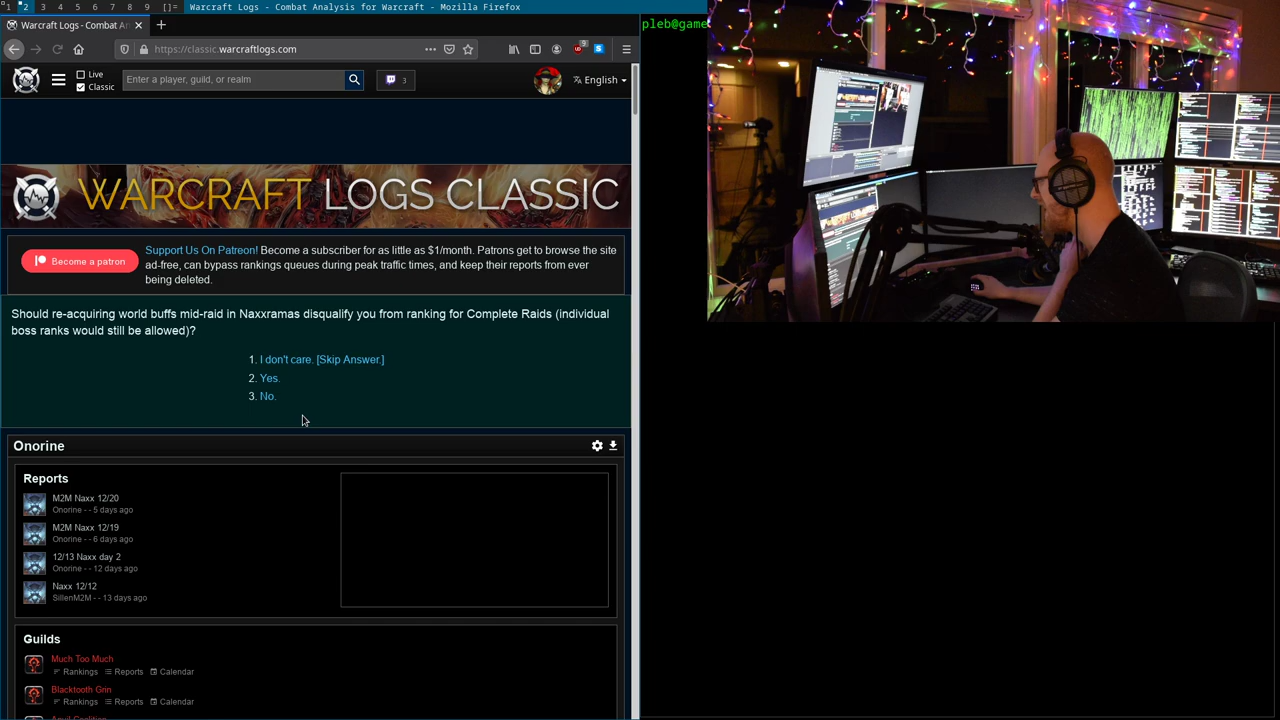 1 2 3 4 5 6 7 8 9 []= Warcraft Logs - Combat Analysis for Warcraft - Mozilla Firefox
Warcraft Logs - Combat An
https://classic.warcraftlogs.com
Live
Classic
Enter a player, guild, or realm
3
English
WARCRAFT LOGS CLASSIC
Become a patron
Support Us On Patreon! Become a subscriber for as little as $1/month. Patrons get to browse the site
ad-free, can bypass rankings queues during peak traffic times, and keep their reports from ever
being deleted.
Should re-acquiring world buffs mid-raid in Naxxramas disqualify you from ranking for Complete Raids (individual
boss ranks would still be allowed)?
1. I don't care. [Skip Answer.]
2. Yes.
3. No.
Onorine
Reports
M2M Naxx 12/20
Onorine - - 5 days ago
M2M Naxx 12/19
Onorine - - 6 days ago
12/13 Naxx day 2
Onorine - - 12 days ago
Naxx 12/12
SillenM2M - - 13 days ago
Guilds
Much Too Much
Rankings Reports Calendar
Blacktooth Grin
Rankings Reports Calendar
Anvil Coalition
pleb@game